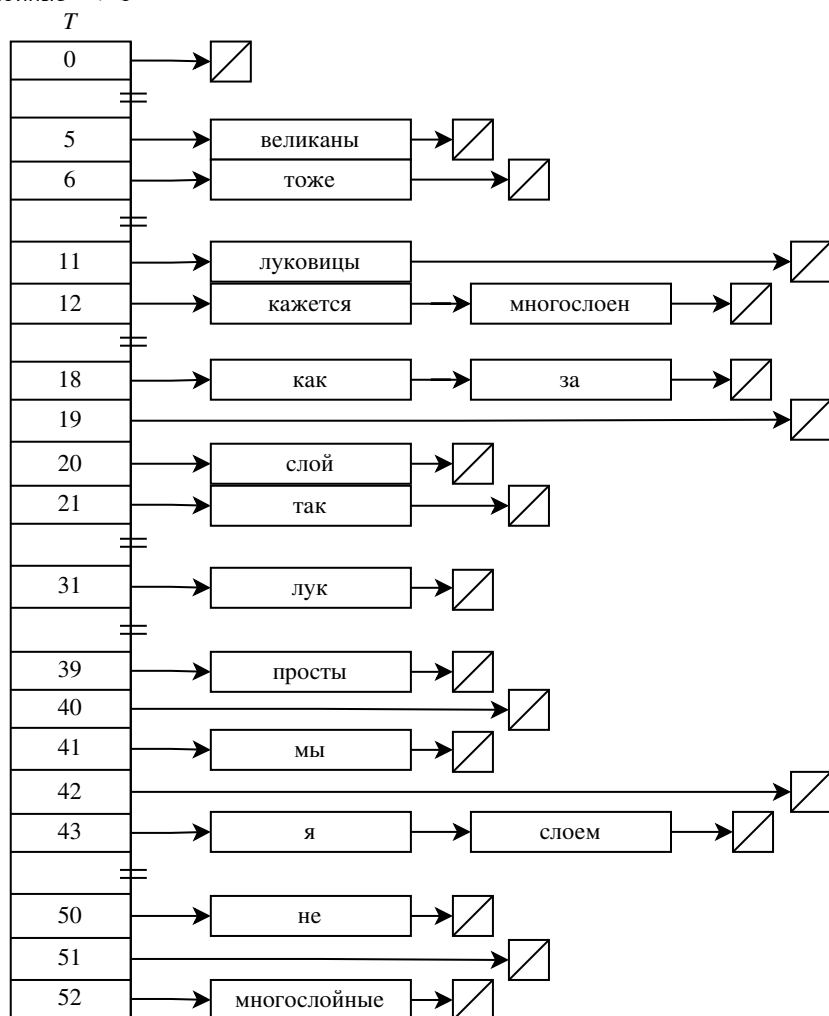 T
0
5 великаны
6 тоже
11 луковицы
12 кажется многослоен
18 как за
19
20 слой
21 так
31 лук
39 просты
40
41 мы
42
43 я слоем
50 не
51
52 многослойные